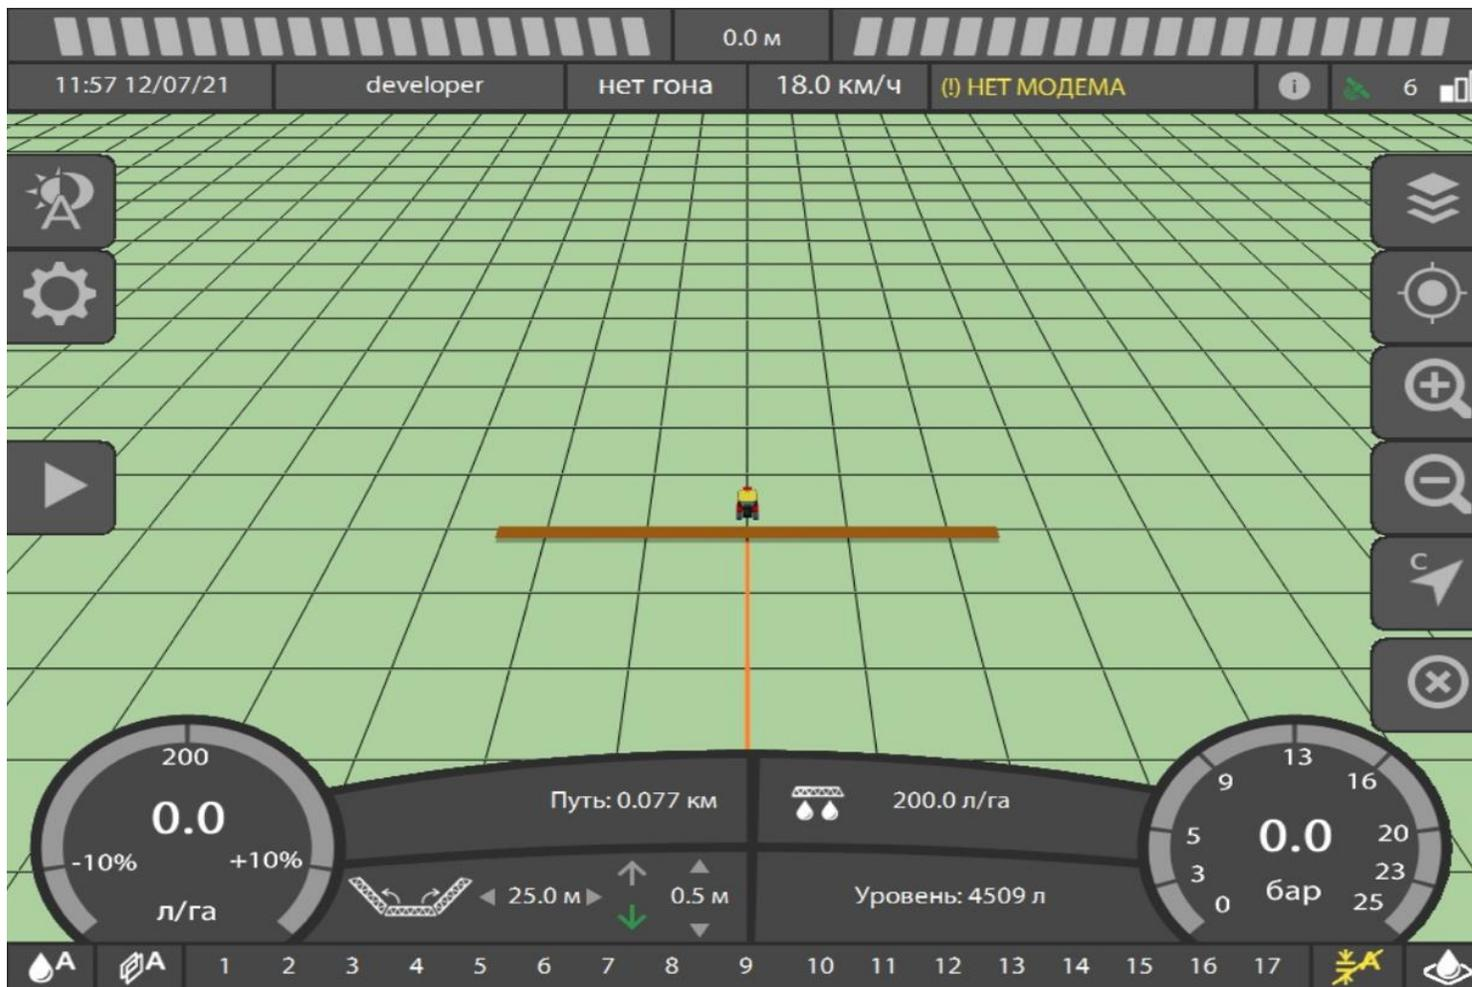 0.0 м
11:57 12/07/21 developer нет гона 18.0 км/ч (!) НЕТ МОДЕМА i 6
A
C
200
0.0
-10% +10%
л/га
Путь: 0.077 км
200.0 л/га
25.0 м
0.5 м
Уровень: 4509 л
13
9 16
5 0.0 20
3 бар 23
0 25
A A 1 2 3 4 5 6 7 8 9 10 11 12 13 14 15 16 17 A